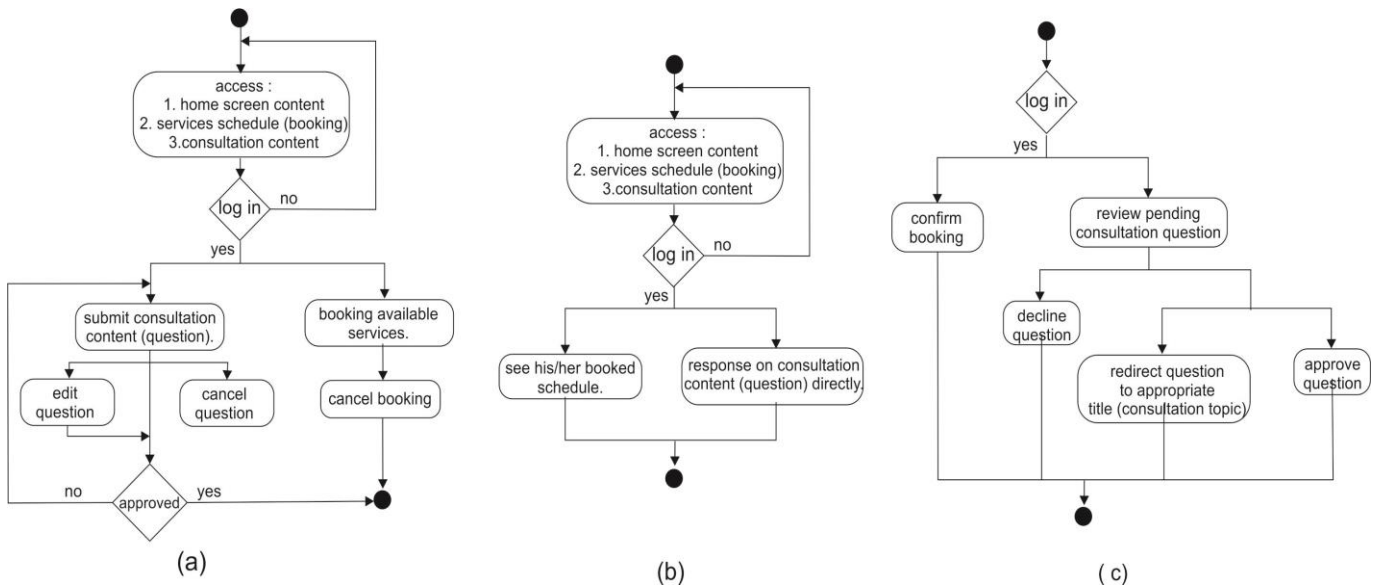 access :
1. home screen content
2. services schedule (booking)
3.consultation content
log in
no
yes
submit consultation
content (question).
booking available
services.
edit
question
cancel
question
cancel booking
no
approved
yes
(a)
access :
1. home screen content
2. services schedule (booking)
3.consultation content
log in
no
yes
see his/her booked
schedule.
response on consultation
content (question) directly.
(b)
log in
yes
confirm
booking
review pending
consultation question
decline
question
redirect question
to appropriate
title (consultation topic)
approve
question
( c)